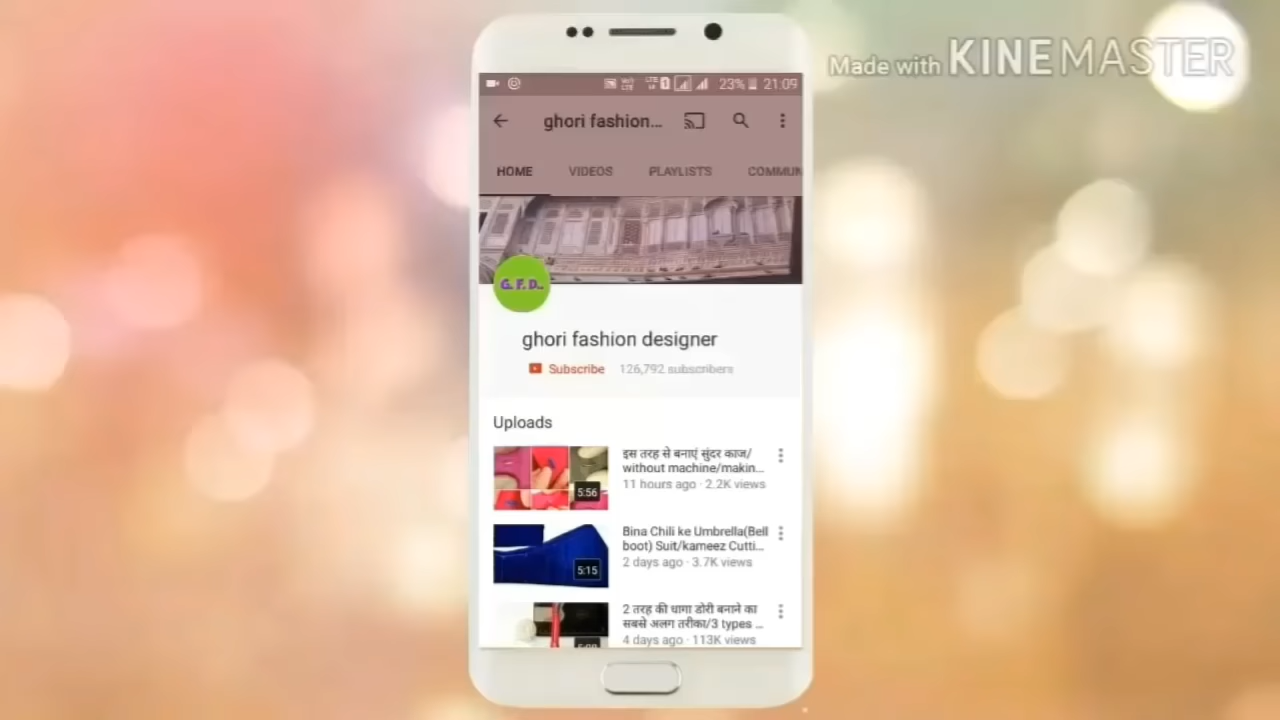 Made with KINEMASTER
23% 21:09
ghori fashion...
HOME VIDEOS PLAYLISTS COMMUN
G. F. D..
ghori fashion designer
Subscribe 126,792 subscribers
Uploads
इस तरह से बनाएं सुंदर काज/
without machine/makin...
11 hours ago · 2.2K views
5:56
Bina Chili ke Umbrella(Bell
boot) Suit/kameez Cutti...
2 days ago · 3.7K views
5:15
2 तरह की धागा डोरी बनाने का
सबसे अलग तरीका/3 types ...
4 days ago · 113K views